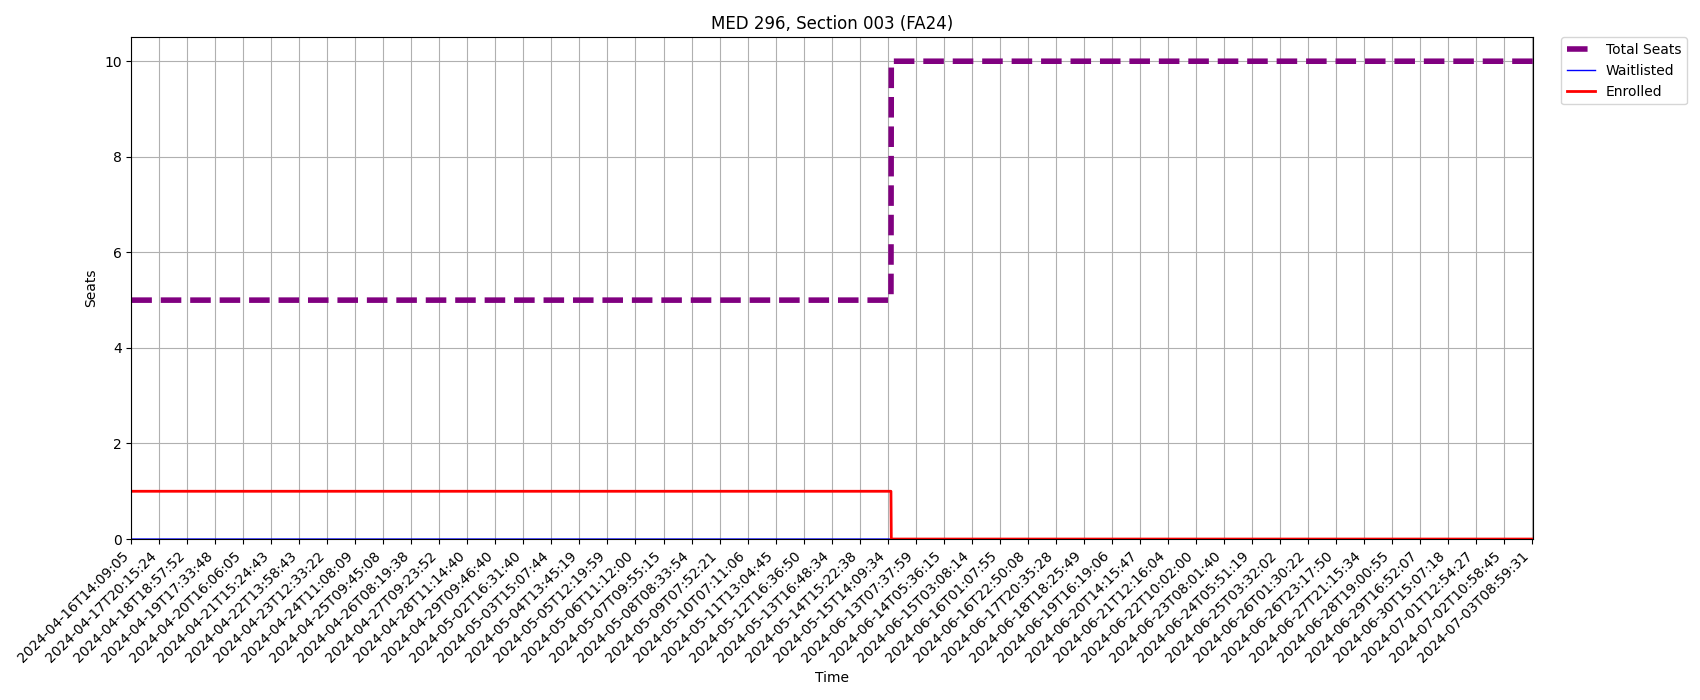 MED 296, Section 003 (FA24)
Total Seats
Waitlisted
Enrolled
10
8
6
4
2
0
Seats
2024-04-16T14:09:05
2024-04-17T20:15:24
2024-04-18T18:57:52
2024-04-19T17:33:48
2024-04-20T16:06:05
2024-04-21T15:24:43
2024-04-22T13:58:43
2024-04-23T12:33:22
2024-04-24T11:08:09
2024-04-25T09:45:08
2024-04-26T08:19:38
2024-04-27T09:23:52
2024-04-28T11:14:40
2024-04-29T09:46:40
2024-05-02T16:31:40
2024-05-03T15:07:44
2024-05-04T13:45:19
2024-05-05T12:19:59
2024-05-06T11:12:00
2024-05-07T09:55:15
2024-05-08T08:33:54
2024-05-09T07:52:21
2024-05-10T07:11:06
2024-05-11T13:04:45
2024-05-12T16:36:50
2024-05-13T16:48:34
2024-05-14T15:22:38
2024-05-15T14:09:34
2024-06-13T07:37:59
2024-06-14T05:36:15
2024-06-15T03:08:14
2024-06-16T01:07:55
2024-06-16T22:50:08
2024-06-17T20:35:28
2024-06-18T18:25:49
2024-06-19T16:19:06
2024-06-20T14:15:47
2024-06-21T12:16:04
2024-06-22T10:02:00
2024-06-23T08:01:40
2024-06-24T05:51:19
2024-06-25T03:32:02
2024-06-26T01:30:22
2024-06-26T23:17:50
2024-06-27T21:15:34
2024-06-28T19:00:55
2024-06-29T16:52:07
2024-06-30T15:07:18
2024-07-01T12:54:27
2024-07-02T10:58:45
2024-07-03T08:59:31
Time